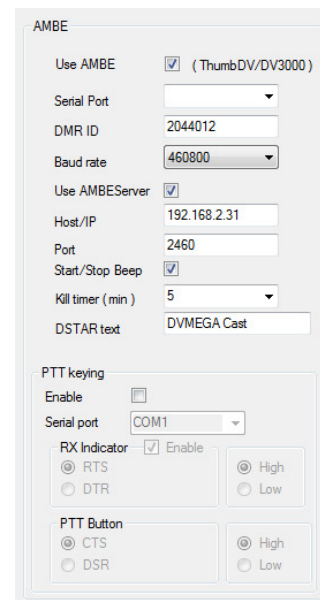 AMBE
Use AMBE ( ThumbDV/DV3000 )
Serial Port
DMR ID 2044012
Baud rate 460800
Use AMBEServer
Host/IP 192.168.2.31
Port 2460
Start/Stop Beep
Kill timer ( min ) 5
DSTAR text DVMEGA Cast
PTT keying
Enable
Serial port COM1
RX Indicator Enable
RTS High
DTR Low
PTT Button
CTS High
DSR Low